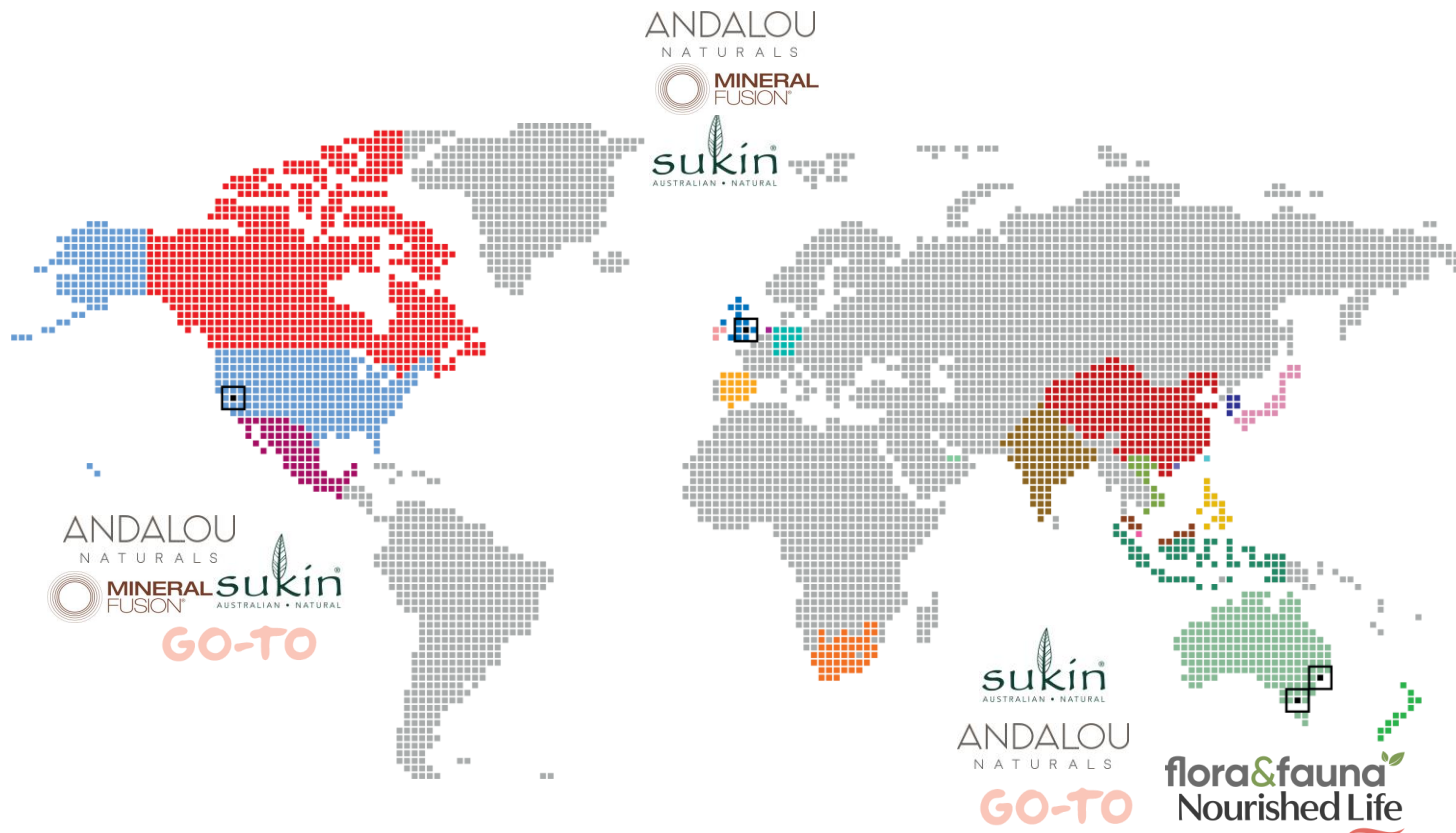 ANDALOU
NATURALS
MINERAL
FUSION®
sukin®
AUSTRALIAN • NATURAL
ANDALOU
NATURALS
MINERAL
FUSION®
sukin®
AUSTRALIAN • NATURAL
GO-TO
sukin®
AUSTRALIAN • NATURAL
ANDALOU
NATURALS
GO-TO
flora&fauna
Nourished Life